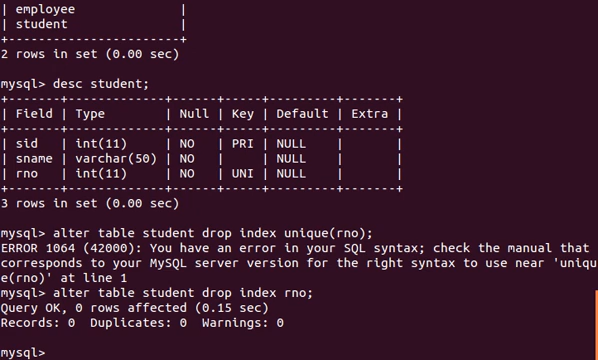 | employee             |
| student              |
+----------------------+
2 rows in set (0.00 sec)
mysql> desc student;
+-------+-------------+------+-----+---------+-------+
| Field | Type        | Null | Key | Default | Extra |
+-------+-------------+------+-----+---------+-------+
| sid   | int(11)     | NO   | PRI | NULL    |       |
| sname | varchar(50) | NO   |     | NULL    |       |
| rno   | int(11)     | NO   | UNI | NULL    |       |
+-------+-------------+------+-----+---------+-------+
3 rows in set (0.00 sec)
mysql> alter table student drop index unique(rno);
ERROR 1064 (42000): You have an error in your SQL syntax; check the manual that
corresponds to your MySQL server version for the right syntax to use near 'uniqu
e(rno)' at line 1
mysql> alter table student drop index rno;
Query OK, 0 rows affected (0.15 sec)
Records: 0  Duplicates: 0  Warnings: 0
mysql>